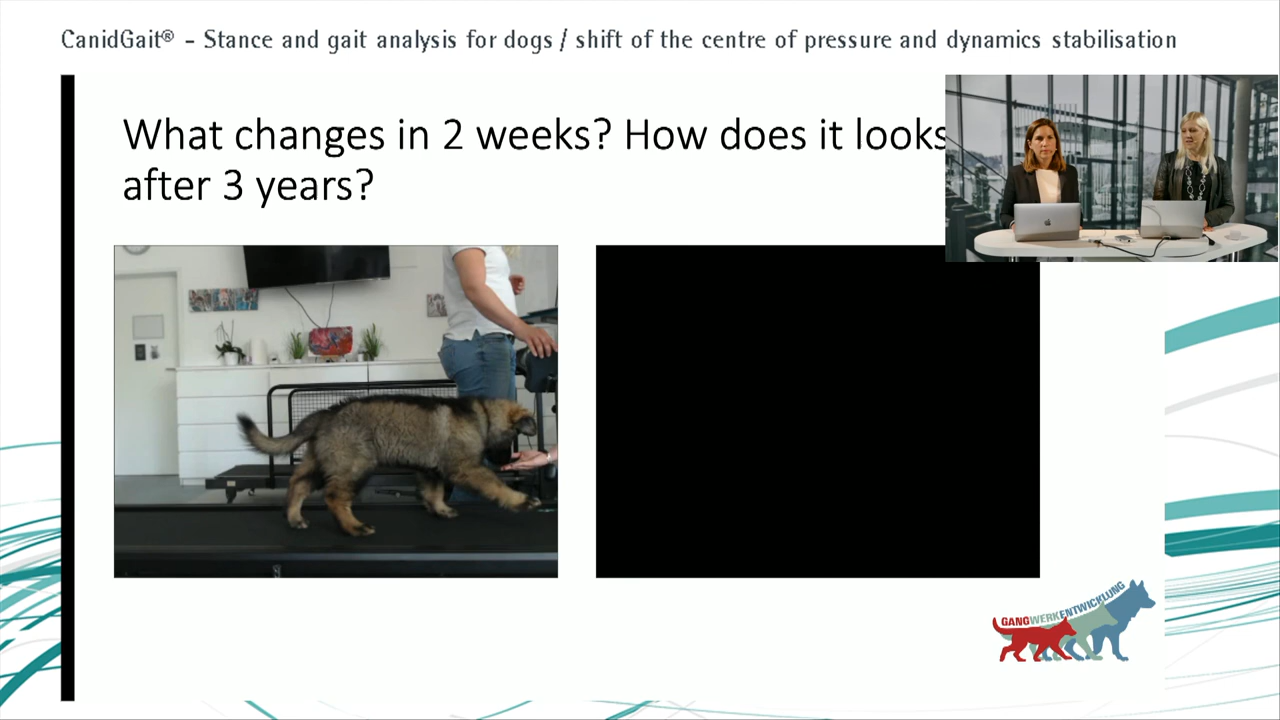 CanidGait® - Stance and gait analysis for dogs / shift of the centre of pressure and dynamics stabilisation
What changes in 2 weeks? How does it looks
after 3 years?
GANGWERKENTWICKLUNG